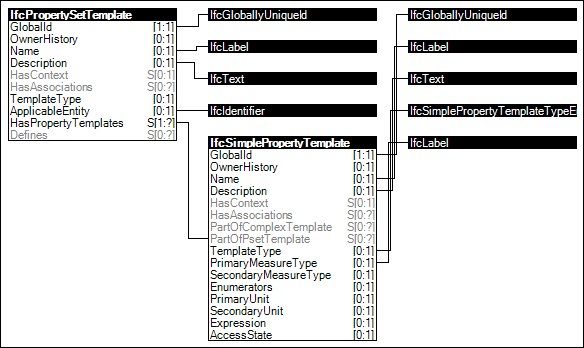 IfcPropertySetTemplate
GlobalId [1:1]
OwnerHistory [0:1]
Name [0:1]
Description [0:1]
HasContext S[0:1]
HasAssociations S[0:?]
TemplateType [0:1]
ApplicableEntity [0:1]
HasPropertyTemplates S[1:?]
Defines S[0:?]
IfcGloballyUniqueId
IfcLabel
IfcText
IfcIdentifier
IfcSimplePropertyTemplate
GlobalId [1:1]
OwnerHistory [0:1]
Name [0:1]
Description [0:1]
HasContext S[0:1]
HasAssociations S[0:?]
PartOfComplexTemplate S[0:?]
PartOfPsetTemplate S[0:?]
TemplateType [0:1]
PrimaryMeasureType [0:1]
SecondaryMeasureType [0:1]
Enumerators [0:1]
PrimaryUnit [0:1]
SecondaryUnit [0:1]
Expression [0:1]
AccessState [0:1]
IfcGloballyUniqueId
IfcLabel
IfcText
IfcSimplePropertyTemplateTypeE
IfcLabel